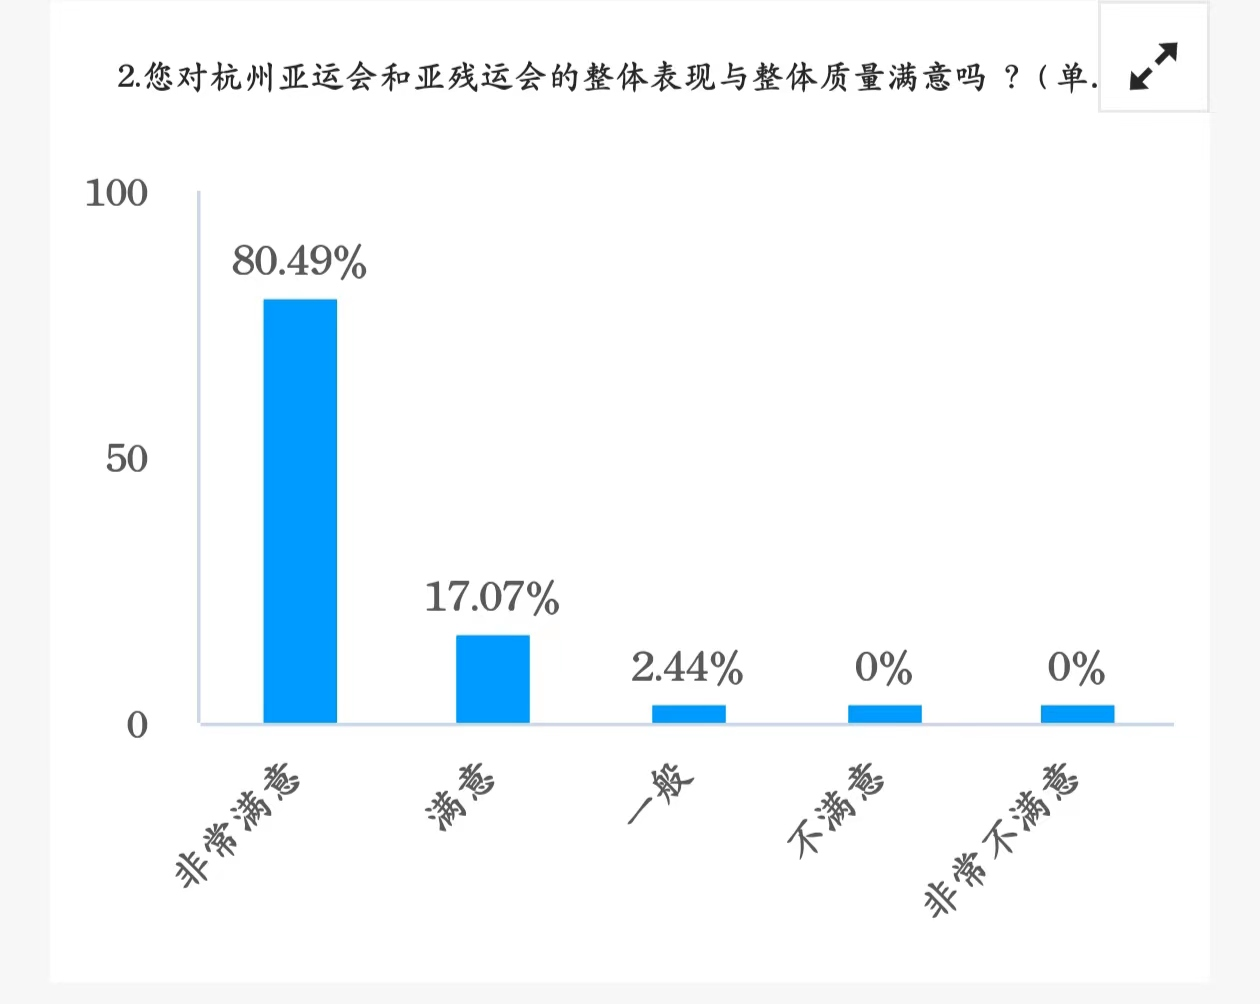 2.您对杭州亚运会和亚残运会的整体表现与整体质量满意吗 ？(单.
100
80.49%
50
17.07%
2.44%
0%
0%
0
非常满意
满意
一般
不满意
非常不满意